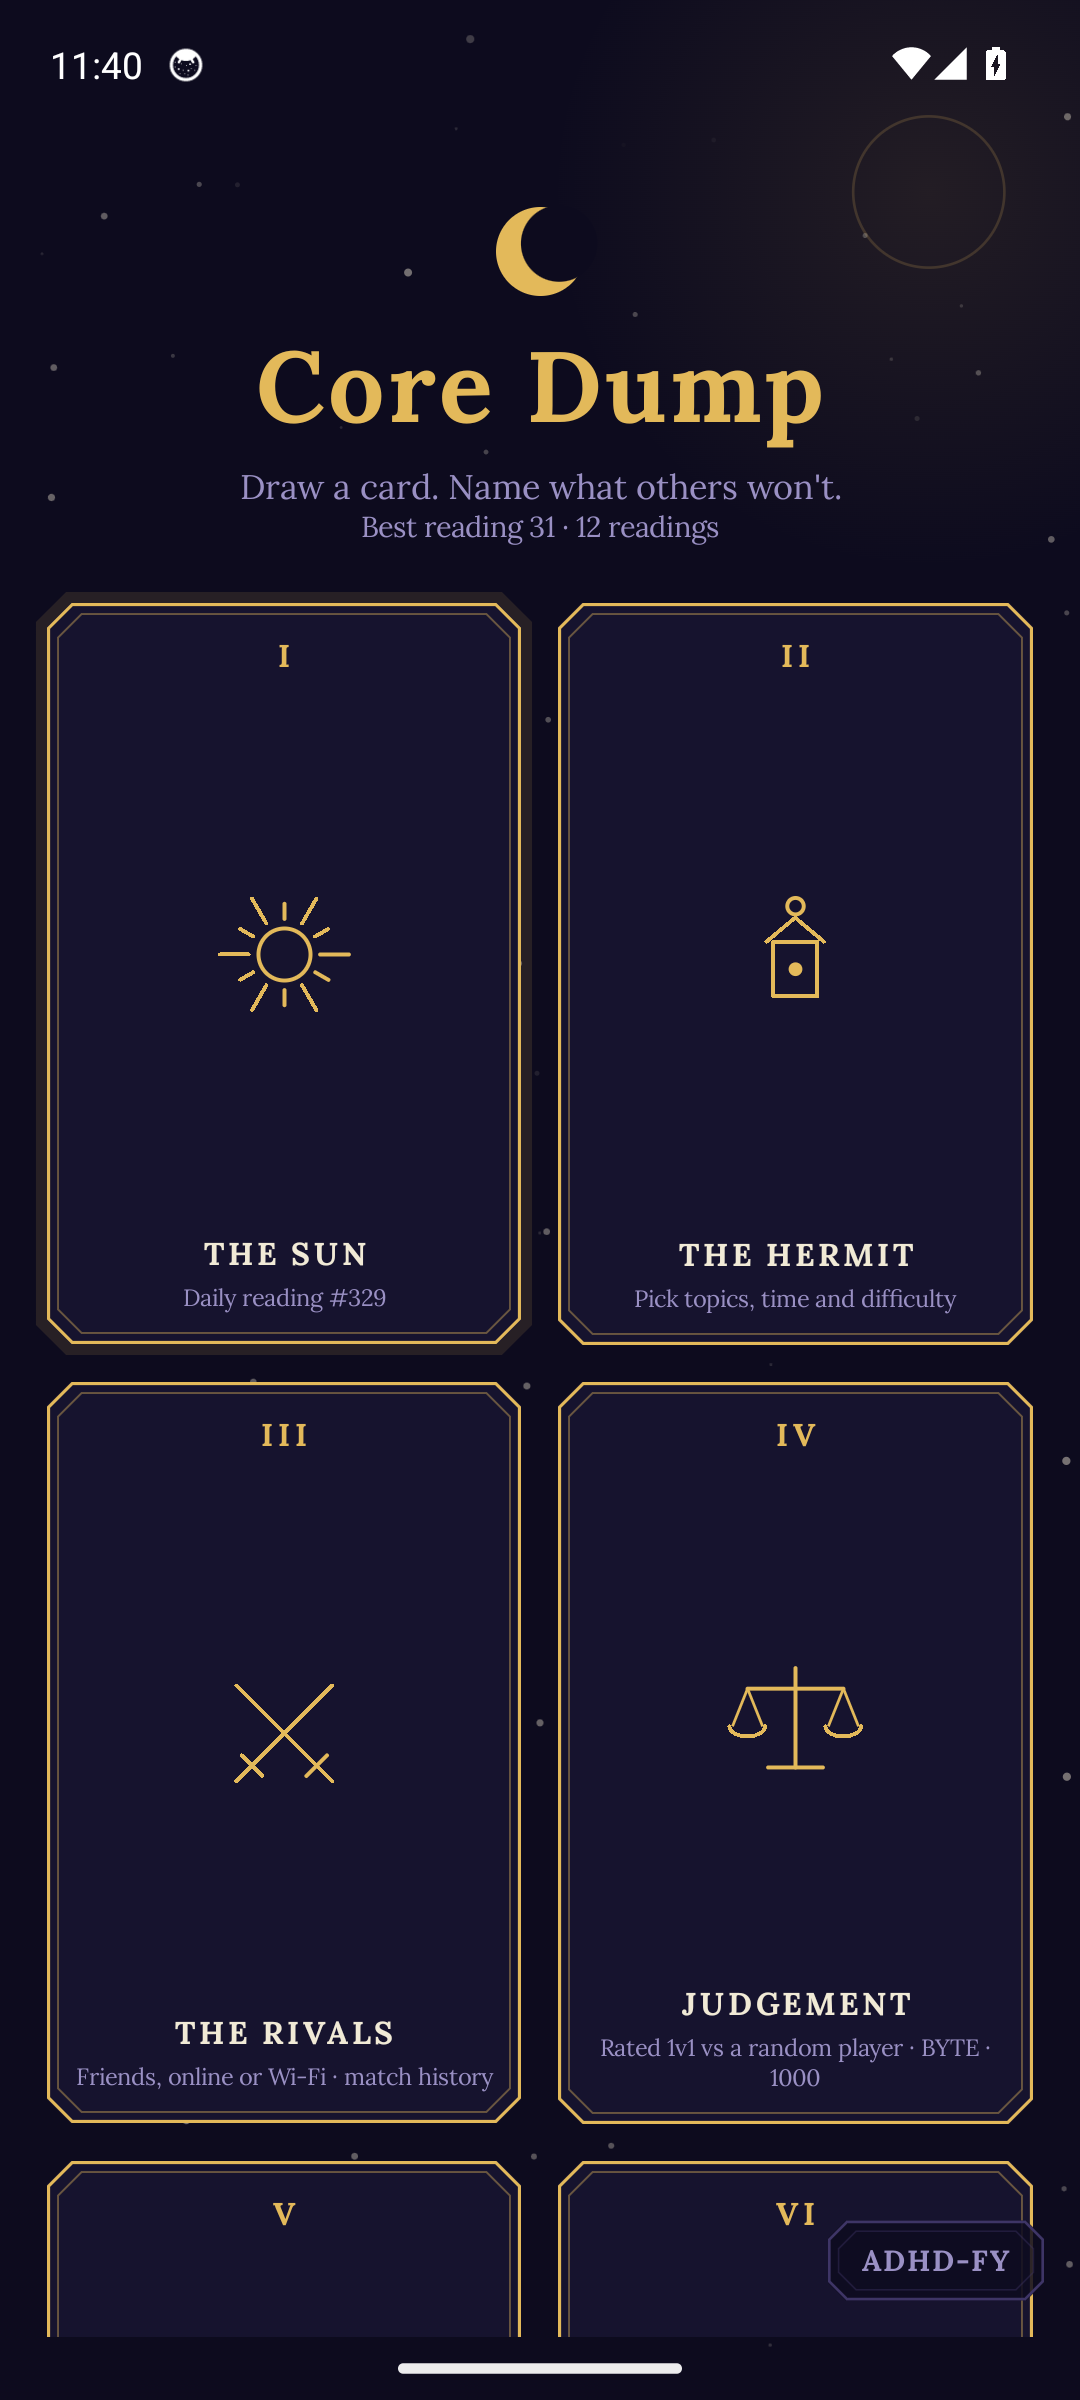 11:40
Core Dump
Draw a card. Name what others won't.
Best reading 31 · 12 readings
I
II
THE SUN
Daily reading #329
THE HERMIT
Pick topics, time and difficulty
III
IV
THE RIVALS
Friends, online or Wi-Fi · match history
JUDGEMENT
Rated 1v1 vs a random player · BYTE ·
1000
V
VI
ADHD-FY